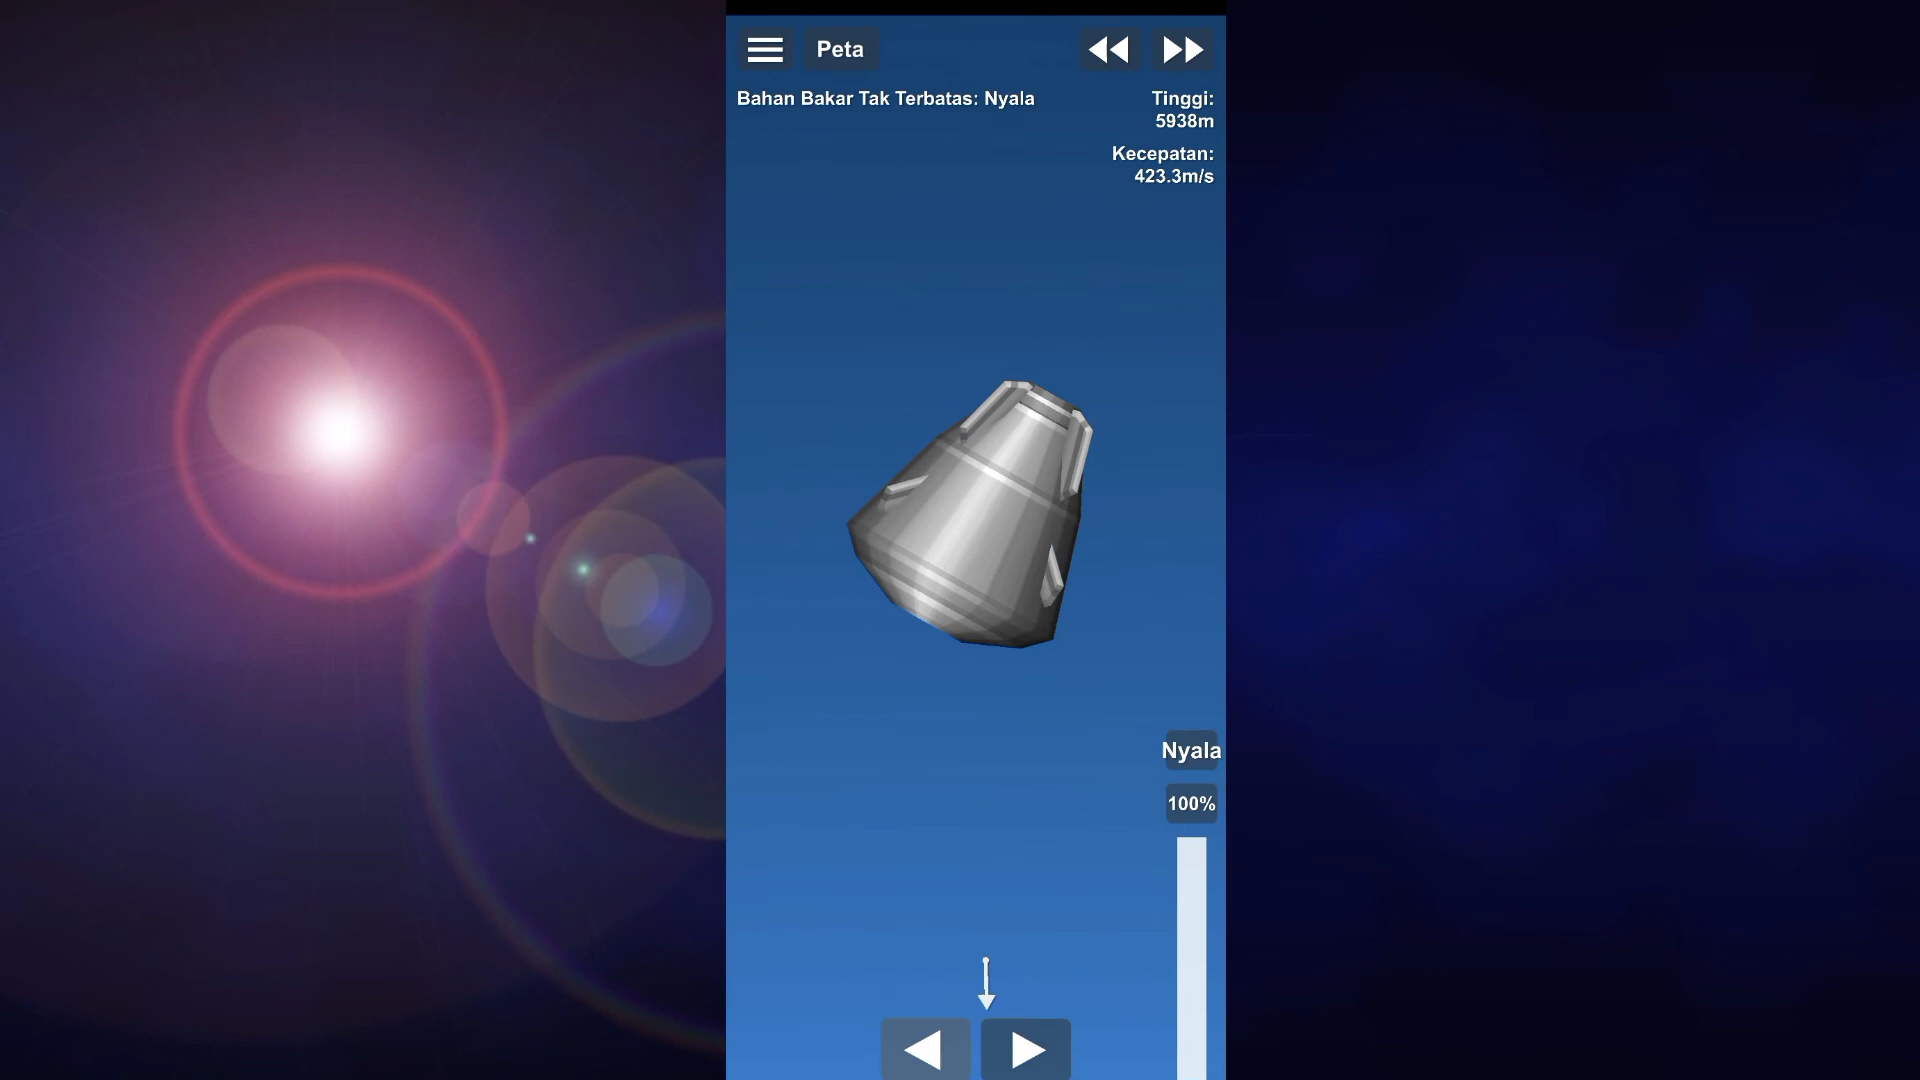 Peta
Bahan Bakar Tak Terbatas: Nyala
Tinggi:
5938m
Kecepatan:
423.3m/s
Nyala
100%